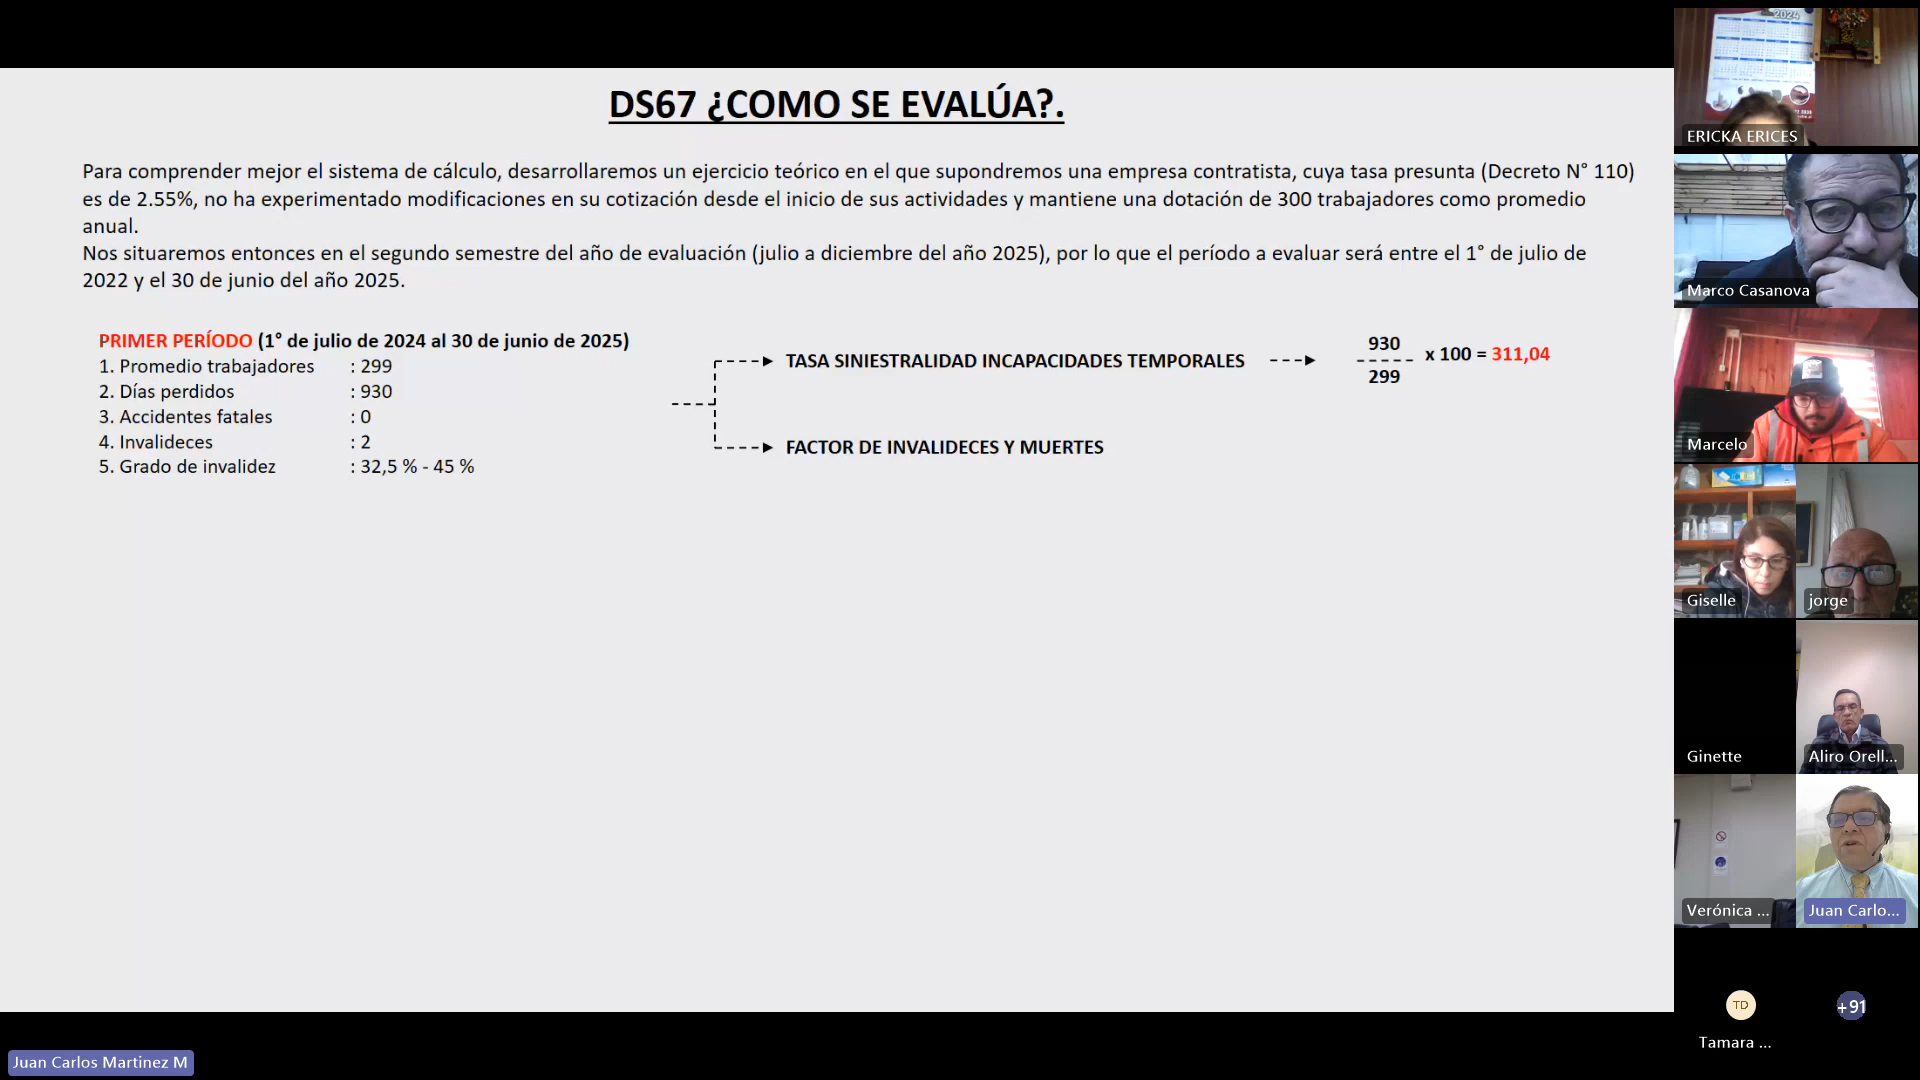 DS67 ¿COMO SE EVALÚA?.
Para comprender mejor el sistema de cálculo, desarrollaremos un ejercicio teórico en el que supondremos una empresa contratista, cuya tasa presunta (Decreto N° 110)
es de 2.55%, no ha experimentado modificaciones en su cotización desde el inicio de sus actividades y mantiene una dotación de 300 trabajadores como promedio
anual.
Nos situaremos entonces en el segundo semestre del año de evaluación (julio a diciembre del año 2025), por lo que el período a evaluar será entre el 1° de julio de
2022 y el 30 de junio del año 2025.
PRIMER PERÍODO (1° de julio de 2024 al 30 de junio de 2025)
1. Promedio trabajadores : 299
2. Días perdidos : 930
3. Accidentes fatales : 0
4. Invalideces : 2
5. Grado de invalidez : 32,5 % - 45 %
TASA SINIESTRALIDAD INCAPACIDADES TEMPORALES
930
299
x 100 = 311,04
FACTOR DE INVALIDECES Y MUERTES
2024
ERICKA ERICES
Marco Casanova
Marcelo
Giselle
jorge
Ginette
Aliro Orell...
Verónica ...
Juan Carlo...
TD
+91
Tamara ...
Juan Carlos Martinez M